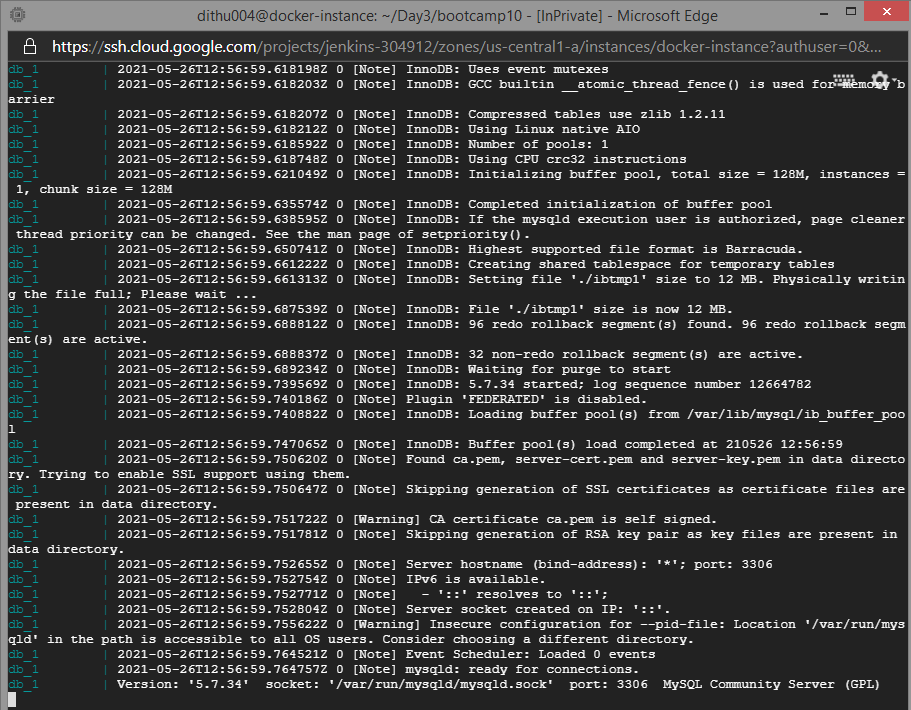 dithu004@docker-instance: ~/Day3/bootcamp10 - [InPrivate] - Microsoft Edge
https://ssh.cloud.google.com/projects/jenkins-304912/zones/us-central1-a/instances/docker-instance?authuser=0&...
db_1 | 2021-05-26T12:56:59.618198Z 0 [Note] InnoDB: Uses event mutexes
db_1 | 2021-05-26T12:56:59.618203Z 0 [Note] InnoDB: GCC builtin __atomic_thread_fence() is used for memory b
arrier
db_1 | 2021-05-26T12:56:59.618207Z 0 [Note] InnoDB: Compressed tables use zlib 1.2.11
db_1 | 2021-05-26T12:56:59.618212Z 0 [Note] InnoDB: Using Linux native AIO
db_1 | 2021-05-26T12:56:59.618592Z 0 [Note] InnoDB: Number of pools: 1
db_1 | 2021-05-26T12:56:59.618748Z 0 [Note] InnoDB: Using CPU crc32 instructions
db_1 | 2021-05-26T12:56:59.621049Z 0 [Note] InnoDB: Initializing buffer pool, total size = 128M, instances =
1, chunk size = 128M
db_1 | 2021-05-26T12:56:59.635574Z 0 [Note] InnoDB: Completed initialization of buffer pool
db_1 | 2021-05-26T12:56:59.638595Z 0 [Note] InnoDB: If the mysqld execution user is authorized, page cleaner
thread priority can be changed. See the man page of setpriority().
db_1 | 2021-05-26T12:56:59.650741Z 0 [Note] InnoDB: Highest supported file format is Barracuda.
db_1 | 2021-05-26T12:56:59.661222Z 0 [Note] InnoDB: Creating shared tablespace for temporary tables
db_1 | 2021-05-26T12:56:59.661313Z 0 [Note] InnoDB: Setting file './ibtmp1' size to 12 MB. Physically writin
g the file full; Please wait ...
db_1 | 2021-05-26T12:56:59.687539Z 0 [Note] InnoDB: File './ibtmp1' size is now 12 MB.
db_1 | 2021-05-26T12:56:59.688812Z 0 [Note] InnoDB: 96 redo rollback segment(s) found. 96 redo rollback segm
ent(s) are active.
db_1 | 2021-05-26T12:56:59.688837Z 0 [Note] InnoDB: 32 non-redo rollback segment(s) are active.
db_1 | 2021-05-26T12:56:59.689234Z 0 [Note] InnoDB: Waiting for purge to start
db_1 | 2021-05-26T12:56:59.739569Z 0 [Note] InnoDB: 5.7.34 started; log sequence number 12664782
db_1 | 2021-05-26T12:56:59.740186Z 0 [Note] Plugin 'FEDERATED' is disabled.
db_1 | 2021-05-26T12:56:59.740882Z 0 [Note] InnoDB: Loading buffer pool(s) from /var/lib/mysql/ib_buffer_poo
l
db_1 | 2021-05-26T12:56:59.747065Z 0 [Note] InnoDB: Buffer pool(s) load completed at 210526 12:56:59
db_1 | 2021-05-26T12:56:59.750620Z 0 [Note] Found ca.pem, server-cert.pem and server-key.pem in data directo
ry. Trying to enable SSL support using them.
db_1 | 2021-05-26T12:56:59.750647Z 0 [Note] Skipping generation of SSL certificates as certificate files are
present in data directory.
db_1 | 2021-05-26T12:56:59.751722Z 0 [Warning] CA certificate ca.pem is self signed.
db_1 | 2021-05-26T12:56:59.751781Z 0 [Note] Skipping generation of RSA key pair as key files are present in
data directory.
db_1 | 2021-05-26T12:56:59.752655Z 0 [Note] Server hostname (bind-address): '*'; port: 3306
db_1 | 2021-05-26T12:56:59.752754Z 0 [Note] IPv6 is available.
db_1 | 2021-05-26T12:56:59.752771Z 0 [Note]   - '::' resolves to '::';
db_1 | 2021-05-26T12:56:59.752804Z 0 [Note] Server socket created on IP: '::'.
db_1 | 2021-05-26T12:56:59.755622Z 0 [Warning] Insecure configuration for --pid-file: Location '/var/run/mys
qld' in the path is accessible to all OS users. Consider choosing a different directory.
db_1 | 2021-05-26T12:56:59.764521Z 0 [Note] Event Scheduler: Loaded 0 events
db_1 | 2021-05-26T12:56:59.764757Z 0 [Note] mysqld: ready for connections.
db_1 | Version: '5.7.34'  socket: '/var/run/mysqld/mysqld.sock'  port: 3306  MySQL Community Server (GPL)